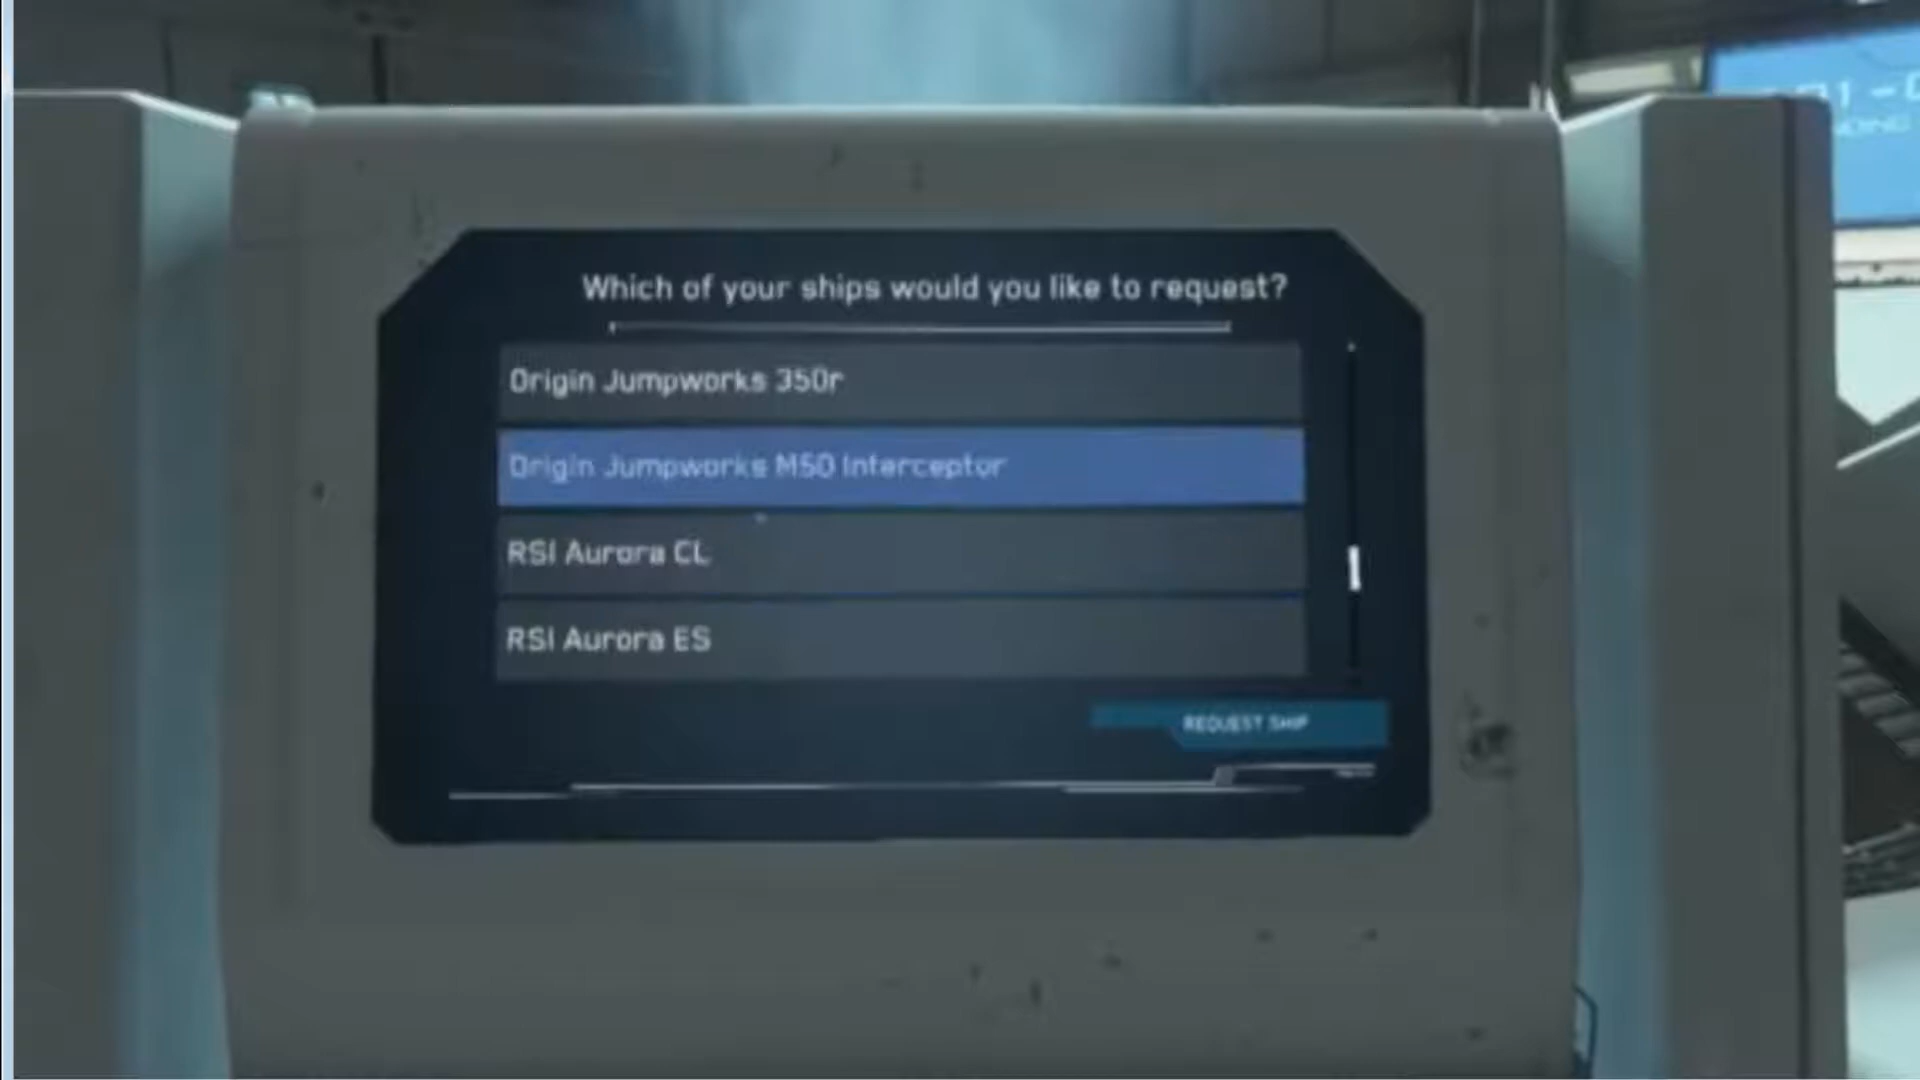 Which of your ships would you like to request?
Origin Jumpworks 350r
Origin Jumpworks M50 Interceptor
RSI Aurora CL
RSI Aurora ES
REQUEST SHIP